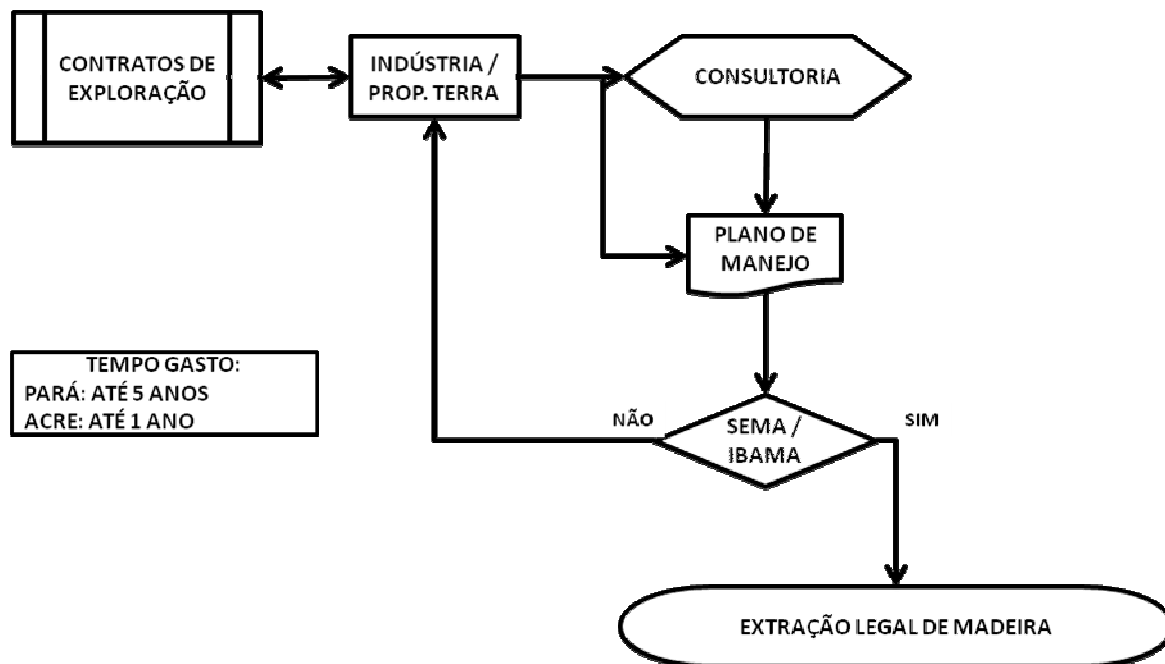 CONTRATOS DE
EXPLORAÇÃO
INDÚSTRIA /
PROP. TERRA
CONSULTORIA
PLANO DE
MANEJO
TEMPO GASTO:
PARÁ: ATÉ 5 ANOS
ACRE: ATÉ 1 ANO
NÃO
SEMA /
IBAMA
SIM
EXTRAÇÃO LEGAL DE MADEIRA